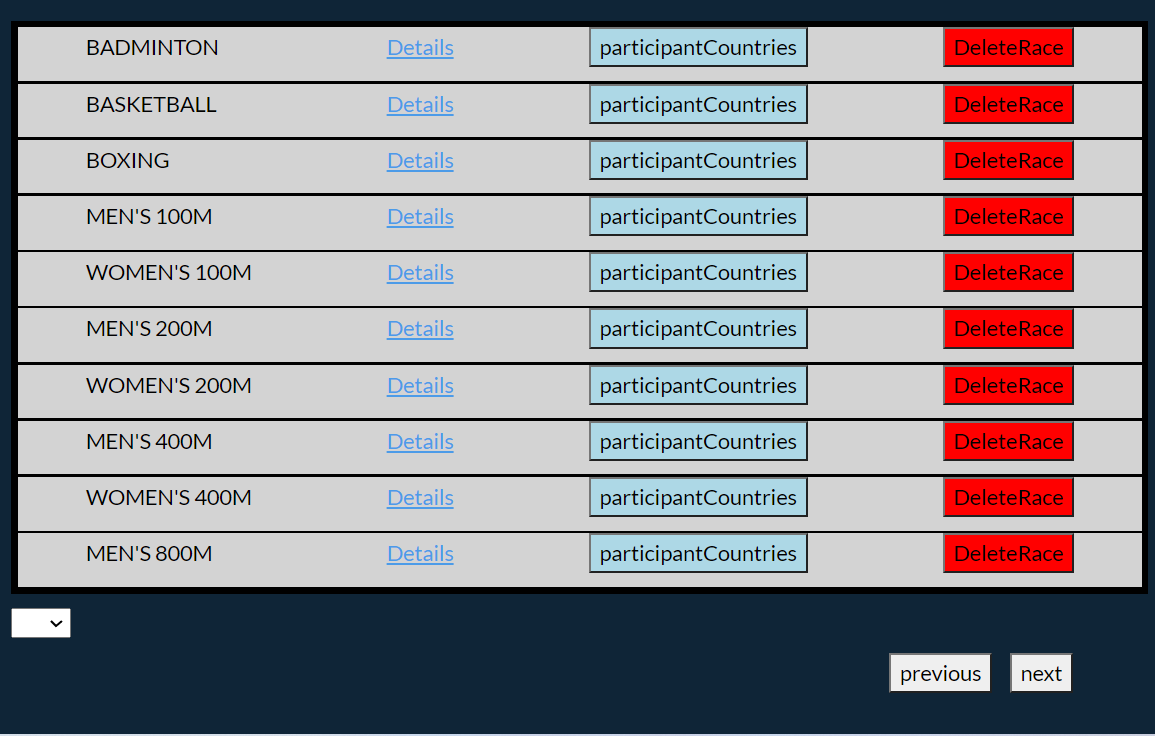 BADMINTON Details participantCountries DeleteRace
BASKETBALL Details participantCountries DeleteRace
BOXING Details participantCountries DeleteRace
MEN'S 100M Details participantCountries DeleteRace
WOMEN'S 100M Details participantCountries DeleteRace
MEN'S 200M Details participantCountries DeleteRace
WOMEN'S 200M Details participantCountries DeleteRace
MEN'S 400M Details participantCountries DeleteRace
WOMEN'S 400M Details participantCountries DeleteRace
MEN'S 800M Details participantCountries DeleteRace
previous next